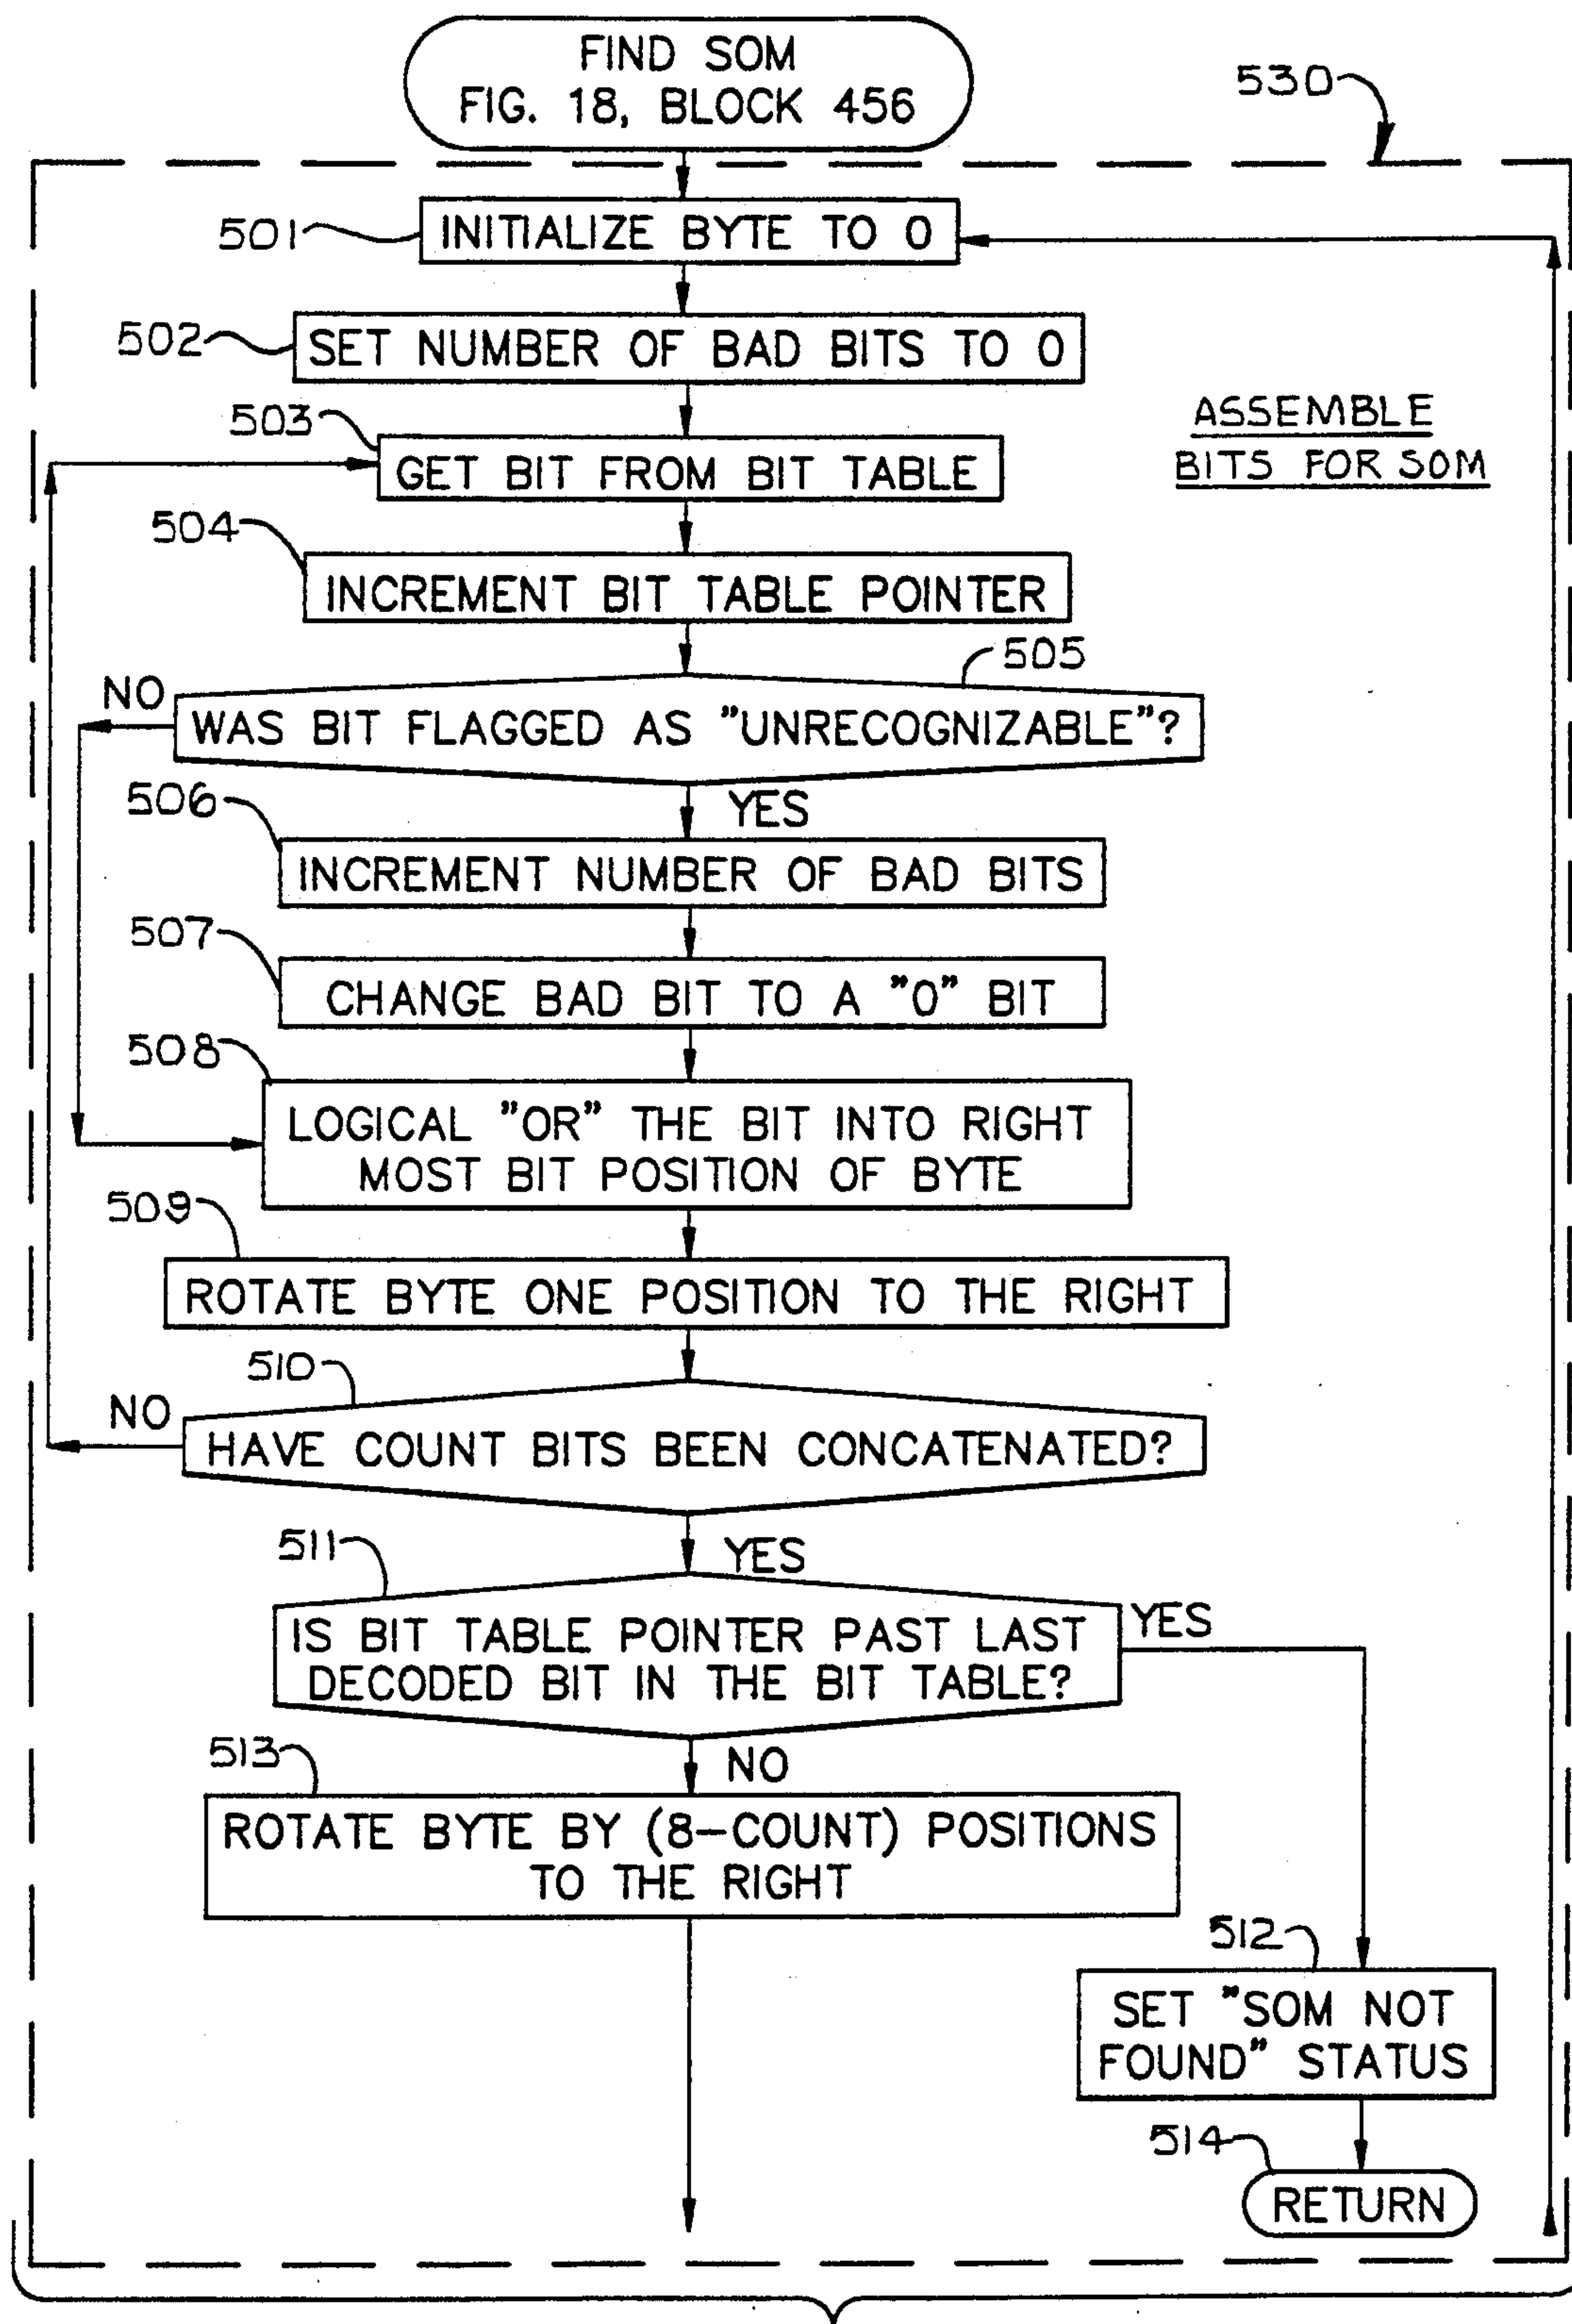 FIND SOM
FIG. 18, BLOCK 456
530
501
INITIALIZE BYTE TO 0
502
SET NUMBER OF BAD BITS TO 0
ASSEMBLE
BITS FOR SOM
503
GET BIT FROM BIT TABLE
504
INCREMENT BIT TABLE POINTER
505
NO
WAS BIT FLAGGED AS "UNRECOGNIZABLE"?
YES
506
INCREMENT NUMBER OF BAD BITS
507
CHANGE BAD BIT TO A "0" BIT
508
LOGICAL "OR" THE BIT INTO RIGHT
MOST BIT POSITION OF BYTE
509
ROTATE BYTE ONE POSITION TO THE RIGHT
510
NO
HAVE COUNT BITS BEEN CONCATENATED?
YES
511
IS BIT TABLE POINTER PAST LAST
DECODED BIT IN THE BIT TABLE?
YES
NO
513
ROTATE BYTE BY (8-COUNT) POSITIONS
TO THE RIGHT
512
SET "SOM NOT
FOUND" STATUS
514
RETURN